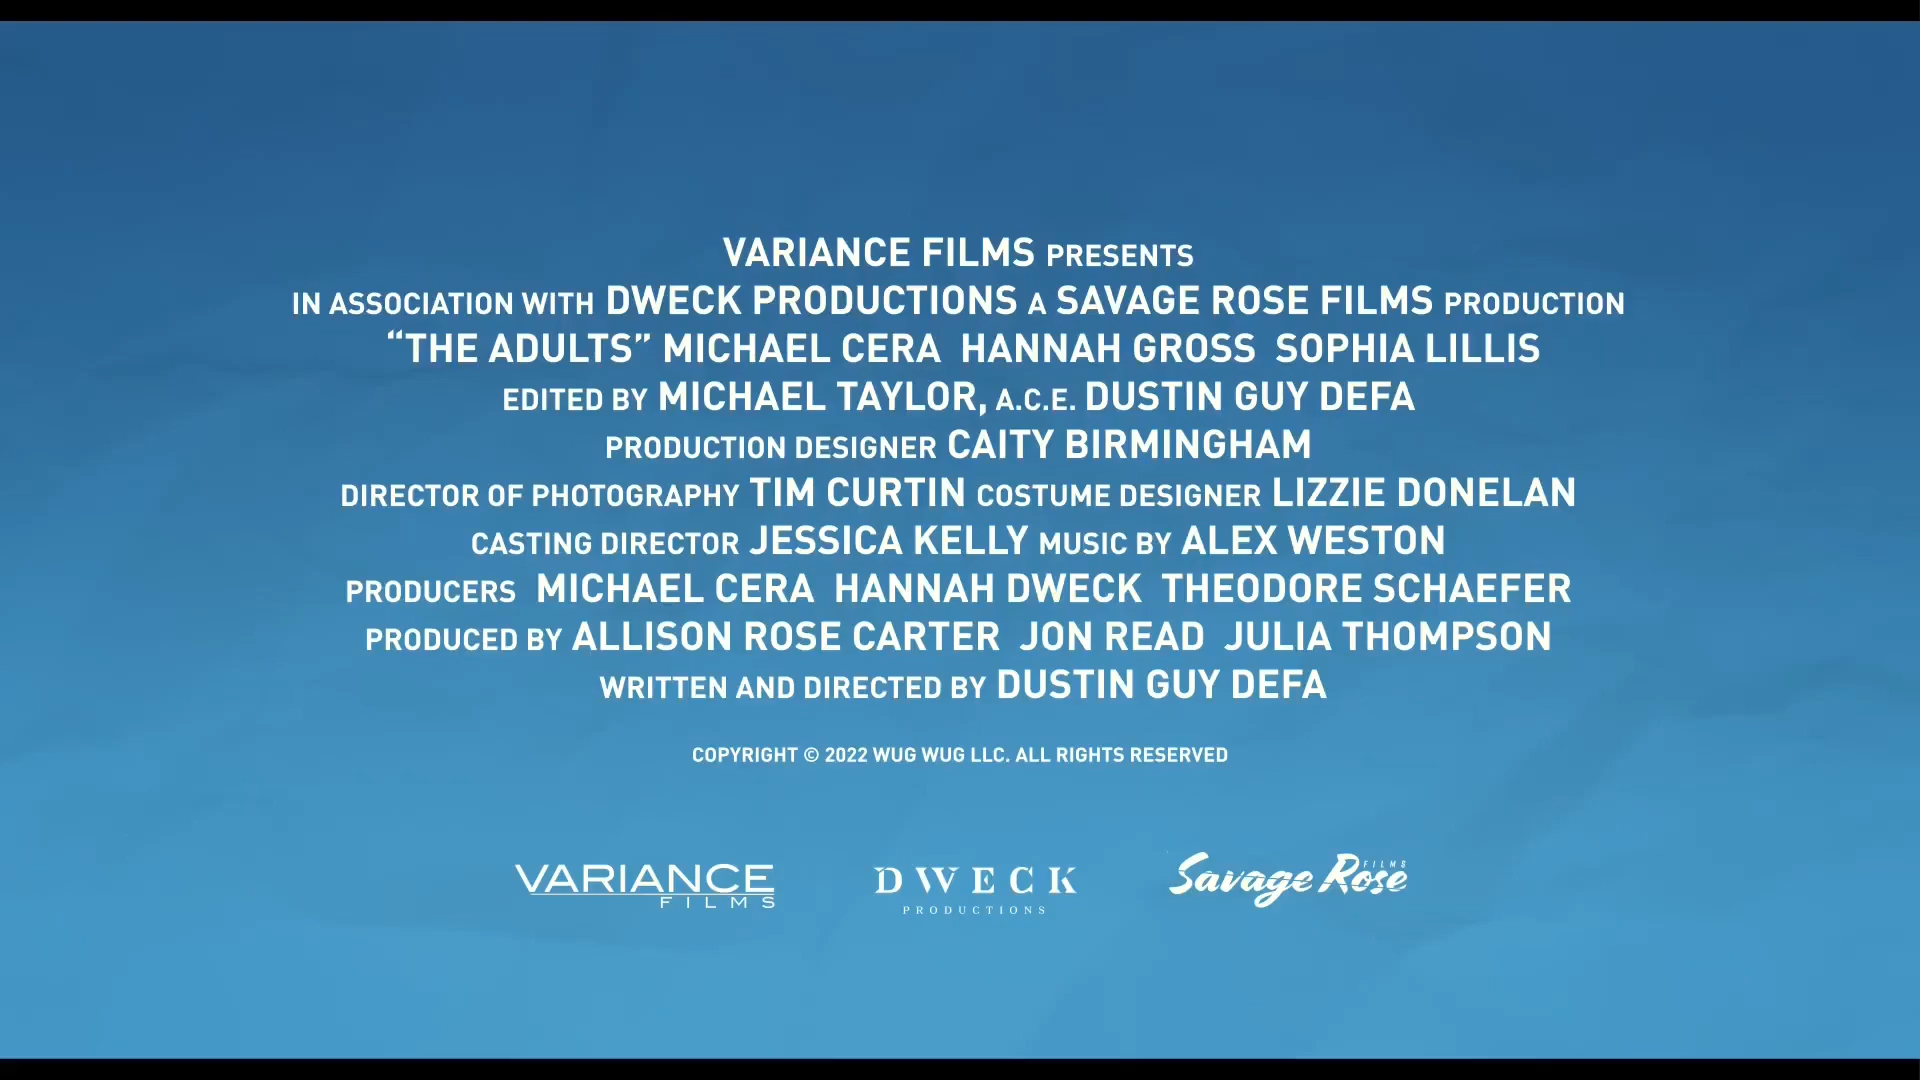 VARIANCE FILMS PRESENTS
IN ASSOCIATION WITH DWECK PRODUCTIONS A SAVAGE ROSE FILMS PRODUCTION
“THE ADULTS” MICHAEL CERA HANNAH GROSS SOPHIA LILLIS
EDITED BY MICHAEL TAYLOR, A.C.E. DUSTIN GUY DEFA
PRODUCTION DESIGNER CAITY BIRMINGHAM
DIRECTOR OF PHOTOGRAPHY TIM CURTIN COSTUME DESIGNER LIZZIE DONELAN
CASTING DIRECTOR JESSICA KELLY MUSIC BY ALEX WESTON
PRODUCERS MICHAEL CERA HANNAH DWECK THEODORE SCHAEFER
PRODUCED BY ALLISON ROSE CARTER JON READ JULIA THOMPSON
WRITTEN AND DIRECTED BY DUSTIN GUY DEFA
COPYRIGHT © 2022 WUG WUG LLC. ALL RIGHTS RESERVED
VARIANCE
FILMS
DWECK
PRODUCTIONS
Savage Rose
FILMS